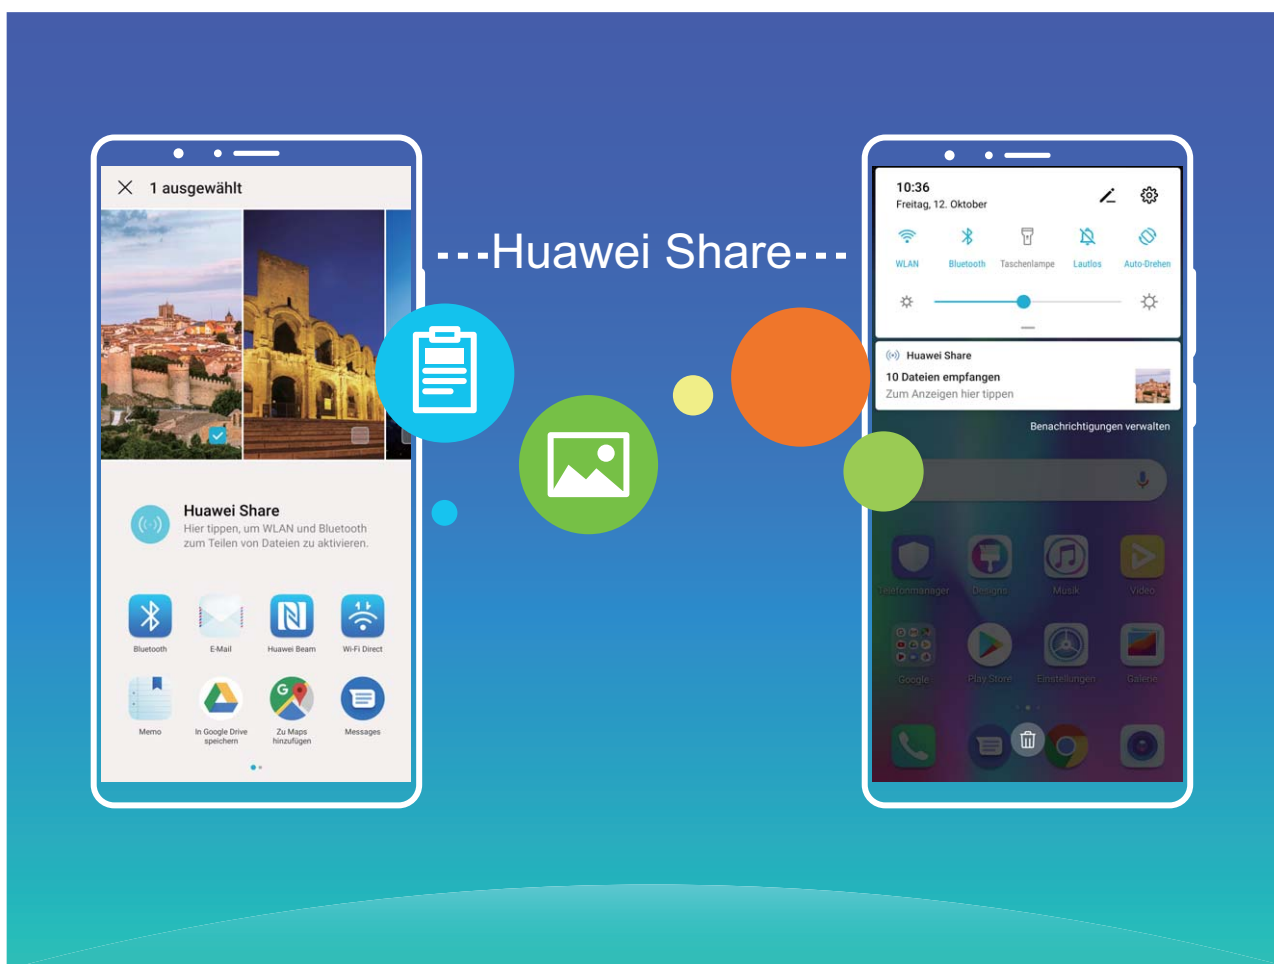 1 ausgewählt
Huawei Share
Hier tippen, um WLAN und Bluetooth
zum Teilen von Dateien zu aktivieren.
Bluetooth
E-Mail
Huawei Beam
Wi-Fi Direct
Memo
In Google Drive
speichern
Zu Maps
hinzufügen
Messages
---Huawei Share---
10:36
Freitag, 12. Oktober
WLAN
Bluetooth
Taschenlampe
Lautlos
Auto-Drehen
Huawei Share
10 Dateien empfangen
Zum Anzeigen hier tippen
Benachrichtigungen verwalten
Telefonmanager
Designs
Musik
Video
Google
Play Store
Einstellungen
Galerie